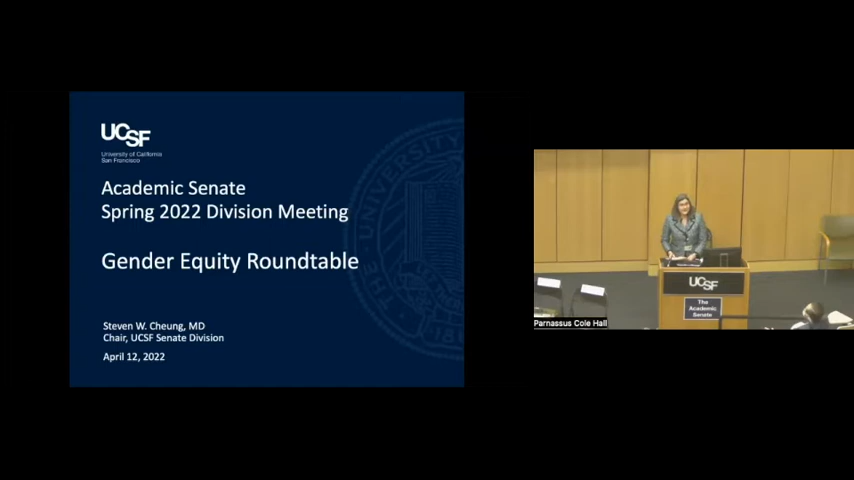 UCSF
University of California
San Francisco
Academic Senate
Spring 2022 Division Meeting
Gender Equity Roundtable
Steven W. Cheung, MD
Chair, UCSF Senate Division
April 12, 2022
UCSF
The
Academic
Senate
Parnassus Cole Hall